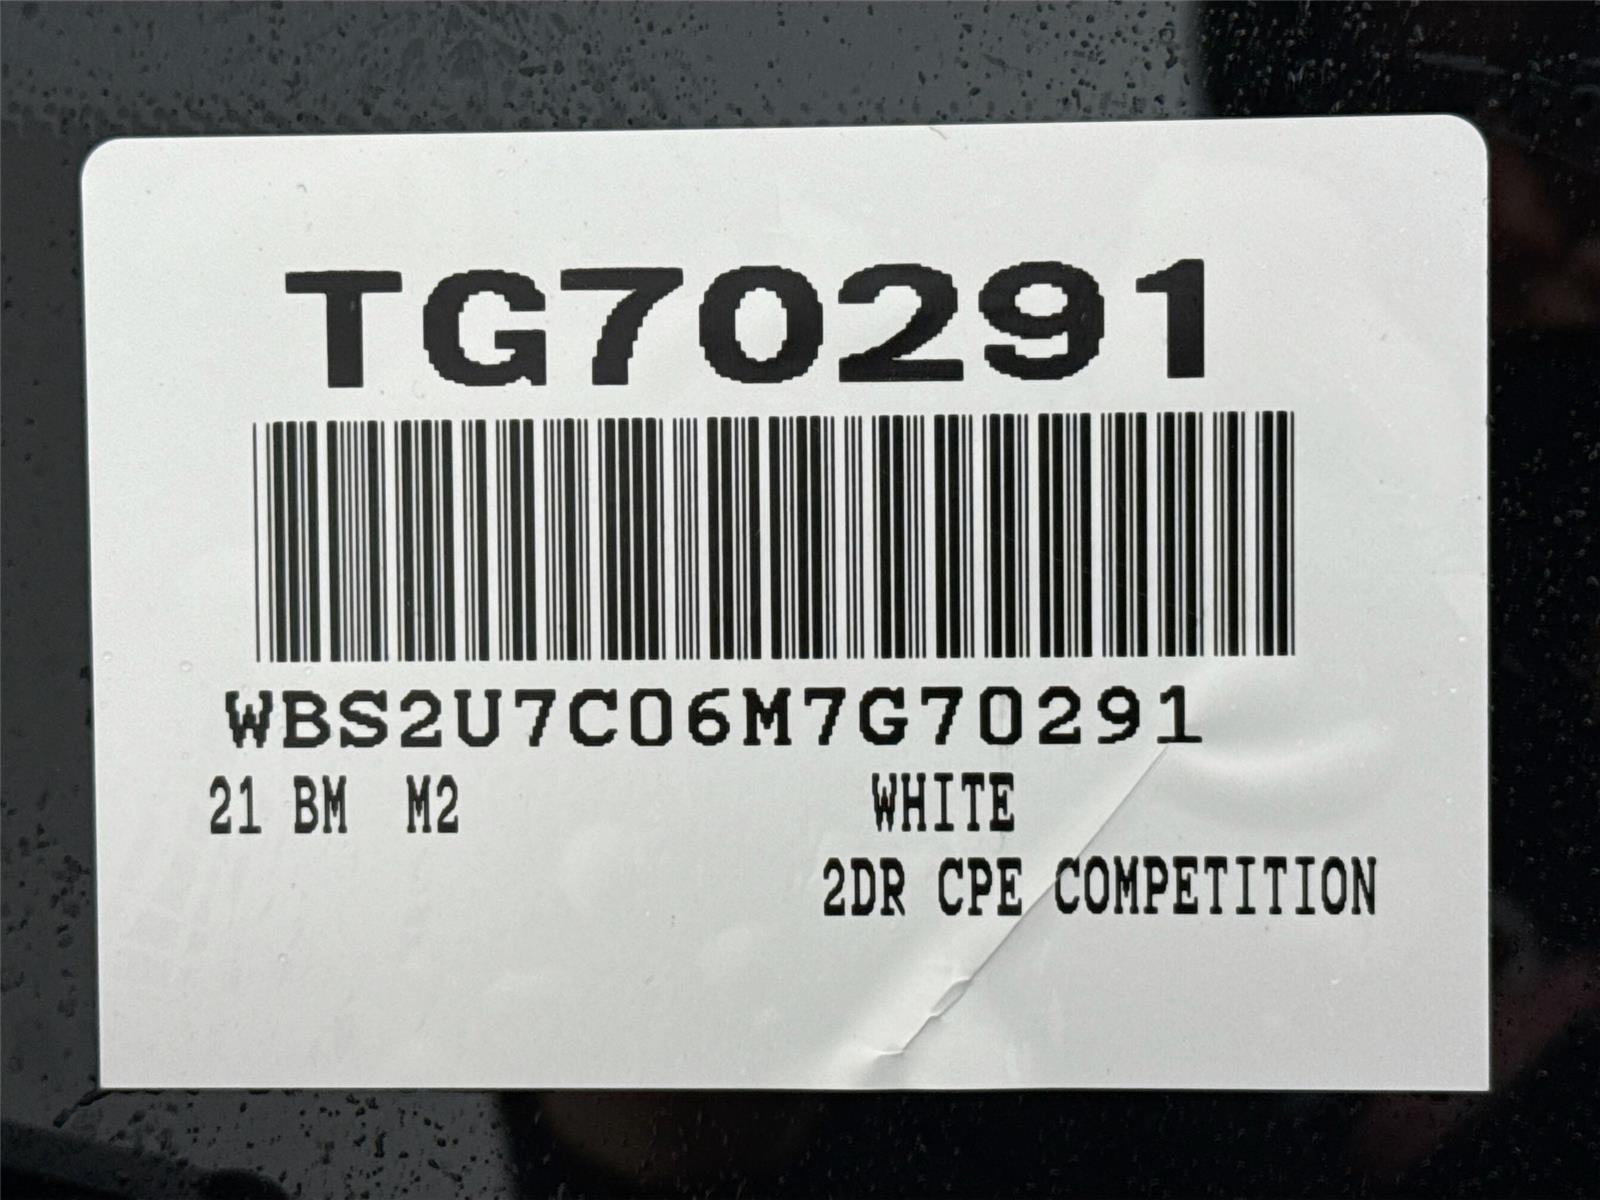 TG70291
WBS2U7C06M7G70291
21 BM M2 WHITE
2DR CPE COMPETITION